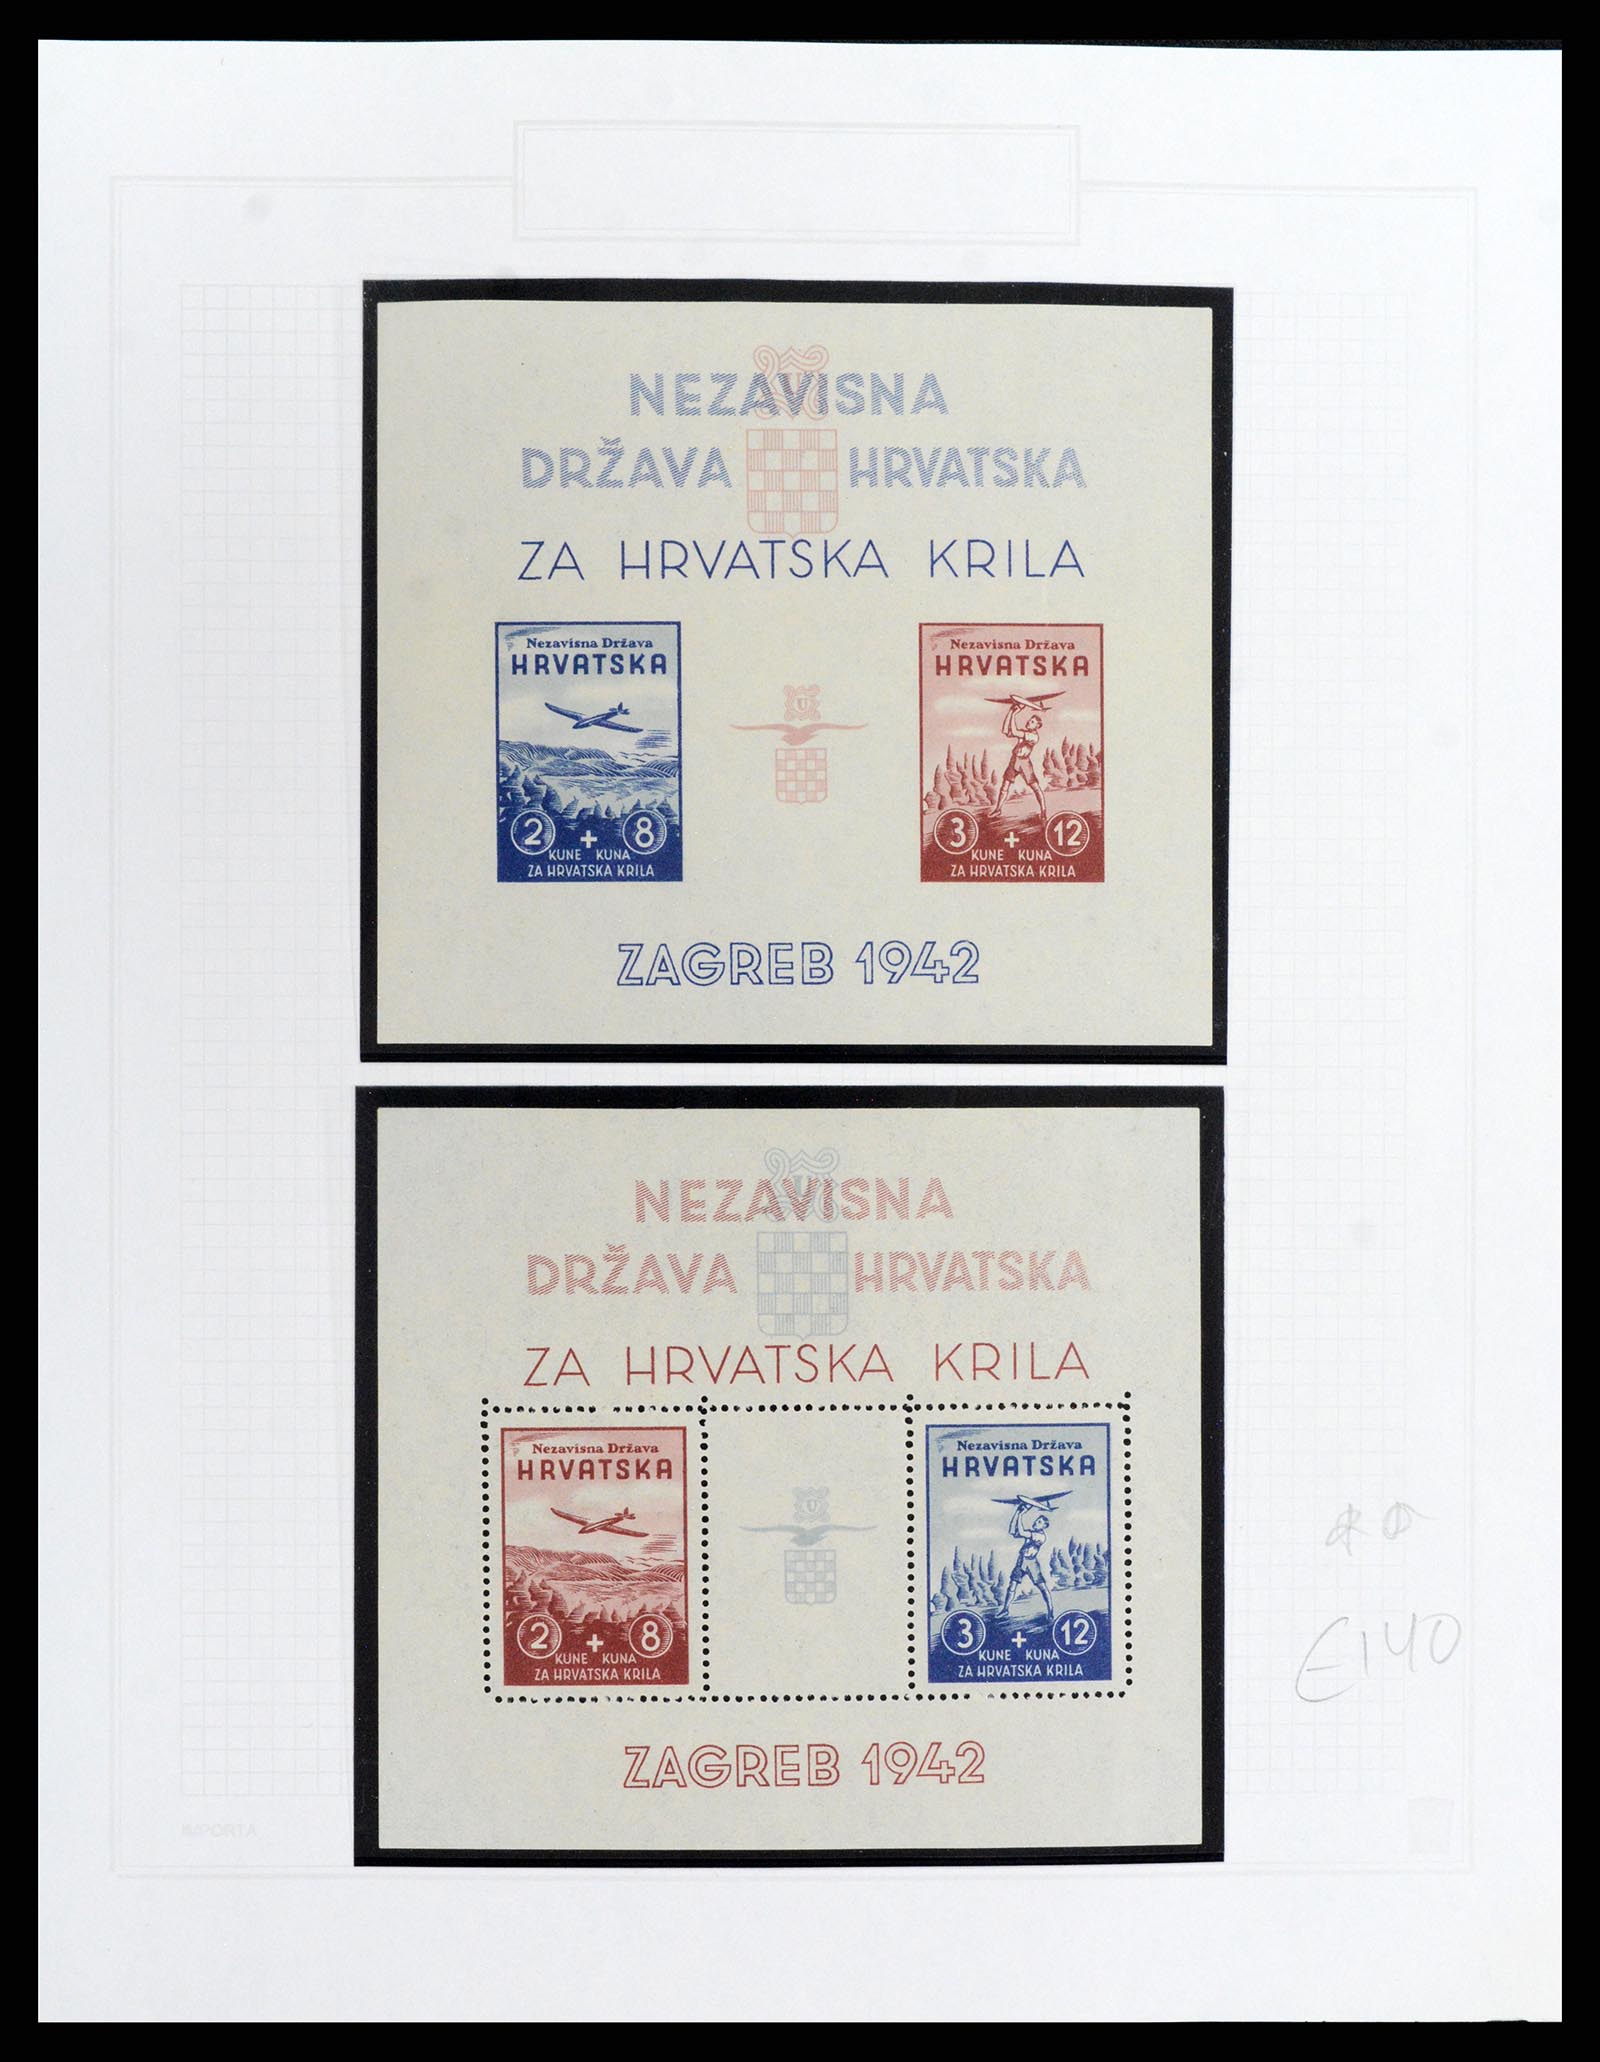 NEZAVISNA
DRŽAVA HRVATSKA
ZA HRVATSKA KRILA
Nezavisna Država
HRVATSKA
2 + 8
KUNE KUNA
ZA HRVATSKA KRILA
U
Nezavisna Država
HRVATSKA
3 + 12
KUNE KUNA
ZA HRVATSKA KRILA
ZAGREB 1942
NEZAVISNA
DRŽAVA HRVATSKA
ZA HRVATSKA KRILA
Nezavisna Država
HRVATSKA
2 + 8
KUNE KUNA
ZA HRVATSKA KRILA
U
Nezavisna Država
HRVATSKA
3 + 12
KUNE KUNA
ZA HRVATSKA KRILA
ZAGREB 1942
€140
IMPORTA